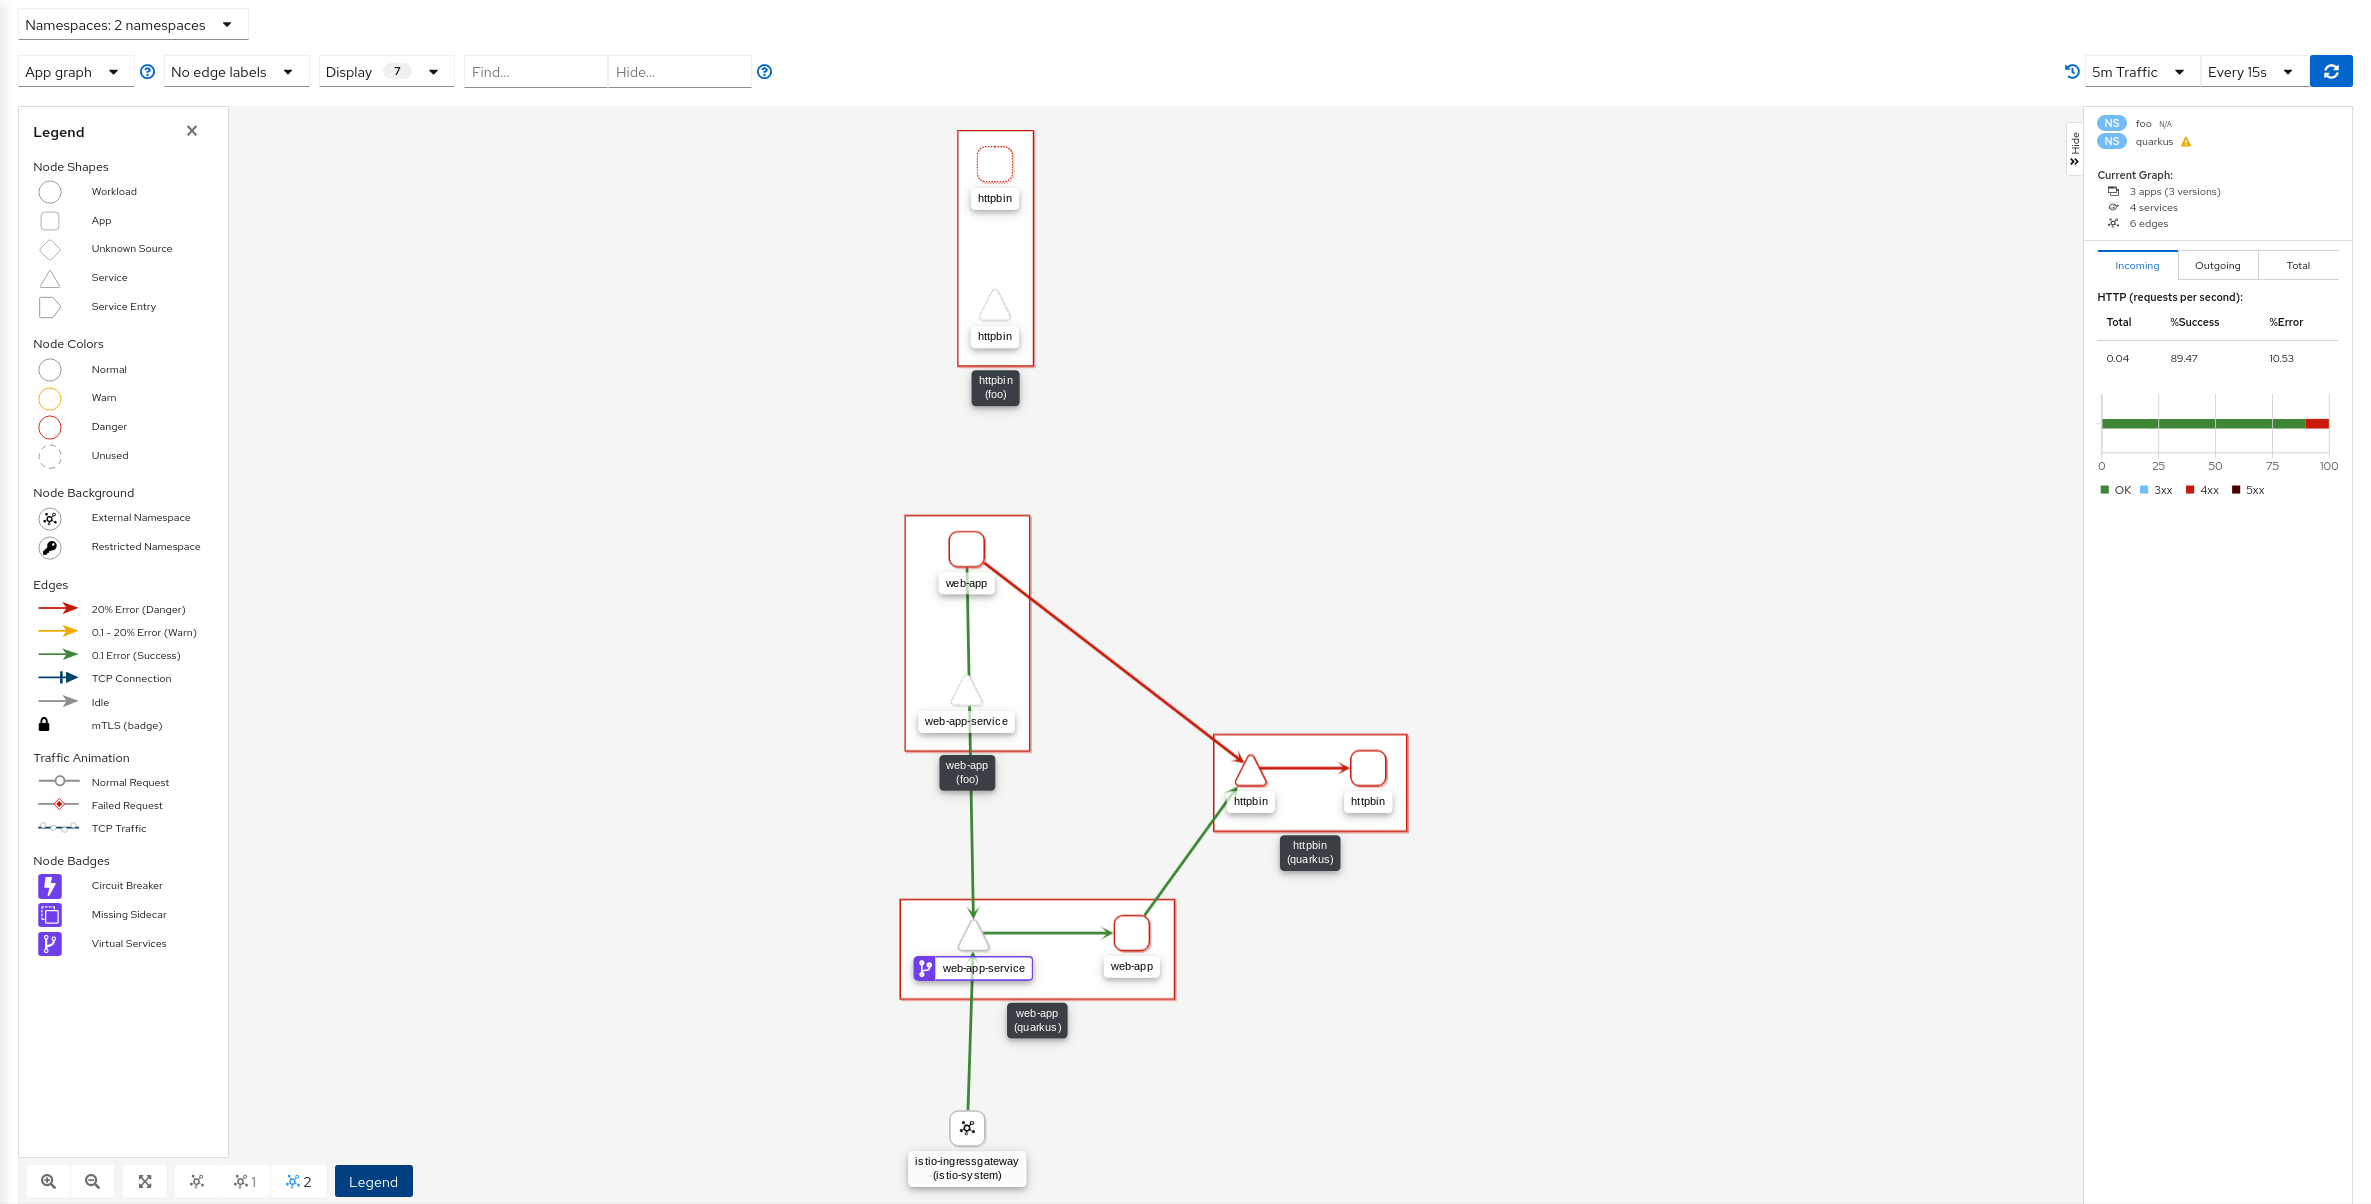 Namespaces: 2 namespaces
App graph
No edge labels
Display 7
Find...
Hide...
5m Traffic
Every 15s
Legend
Node Shapes
Workload
App
Unknown Source
Service
Service Entry
Node Colors
Normal
Warn
Danger
Unused
Node Background
External Namespace
Restricted Namespace
Edges
20% Error (Danger)
0.1 - 20% Error (Warn)
0.1 Error (Success)
TCP Connection
Idle
mTLS (badge)
Traffic Animation
Normal Request
Failed Request
TCP Traffic
Node Badges
Circuit Breaker
Missing Sidecar
Virtual Services
1
2
Legend
httpbin
httpbin
httpbin
(foo)
web-app
web-app-service
web-app
(foo)
httpbin
httpbin
httpbin
(quarkus)
web-app-service
web-app
web-app
(quarkus)
istio-ingressgateway
(istio-system)
Hide
NS foo N/A
NS quarkus
Current Graph:
3 apps (3 versions)
4 services
6 edges
Incoming Outgoing Total
HTTP (requests per second):
Total %Success %Error
0.04 89.47 10.53
0 25 50 75 100
OK 3xx 4xx 5xx